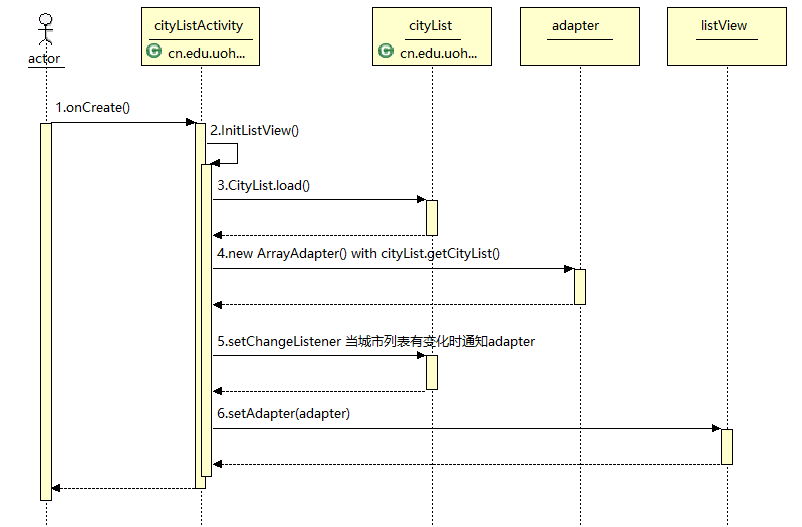 cityListActivity
cn.edu.uoh...
cityList
cn.edu.uoh...
adapter
listView
actor
1.onCreate()
2.InitListView()
3.CityList.load()
4.new ArrayAdapter() with cityList.getCityList()
5.setChangeListener 当城市列表有变化时通知adapter
6.setAdapter(adapter)